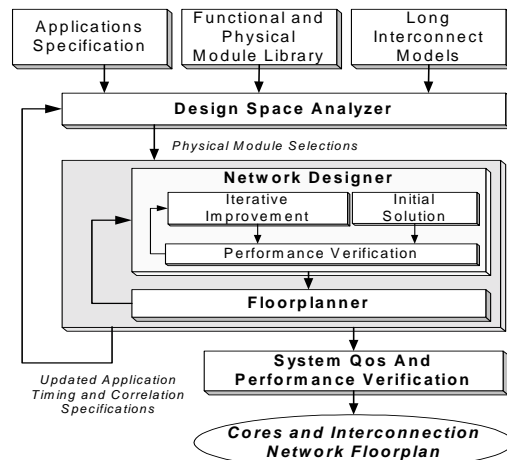 Applications
Specification
Functional and
Physical
Module Library
Long
Interconnect
Models
Design Space Analyzer
Physical Module Selections
Network Designer
Iterative
Improvement
Initial
Solution
Performance Verification
Floorplanner
Updated Application
Timing and Correlation
Specifications
System Qos And
Performance Verification
Cores and Interconnection
Network Floorplan